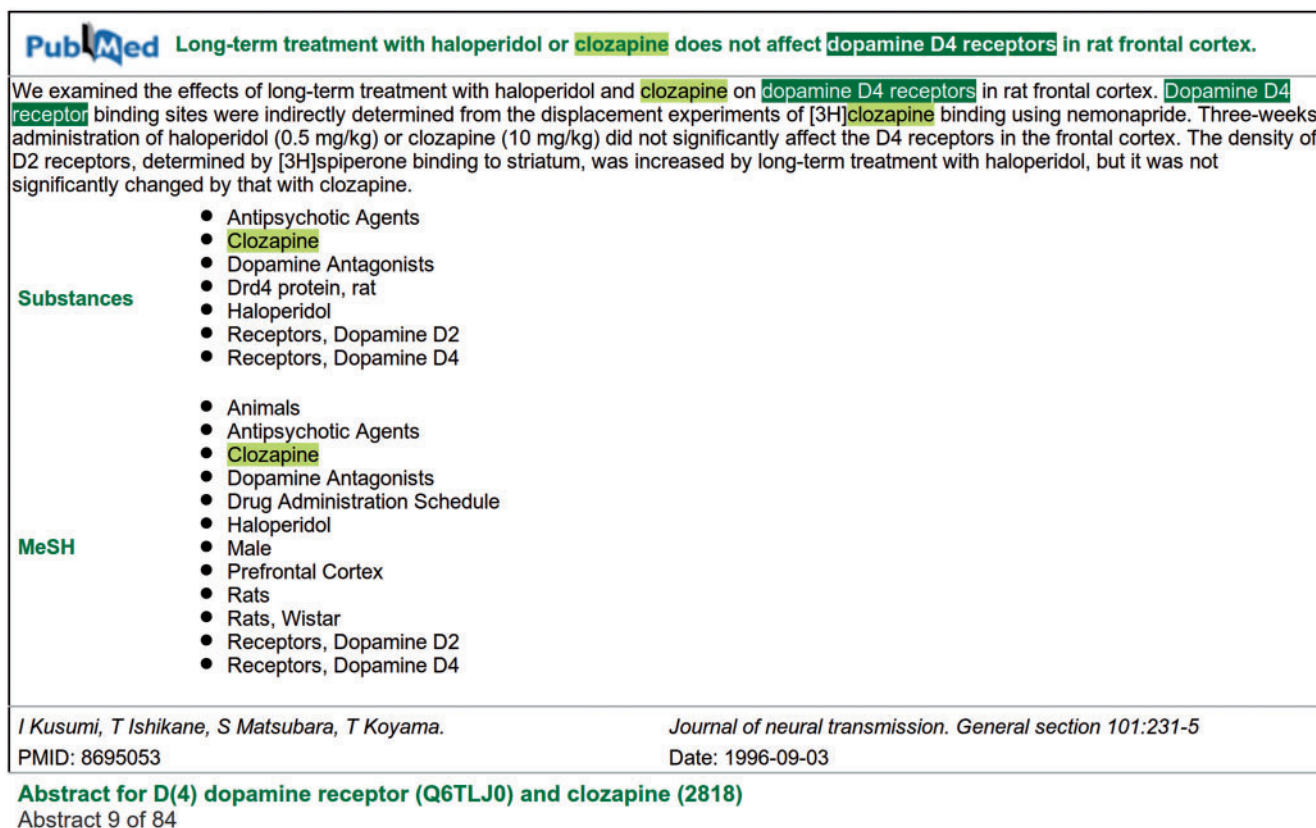 PubMed Long-term treatment with haloperidol or clozapine does not affect dopamine D4 receptors in rat frontal cortex.
We examined the effects of long-term treatment with haloperidol and clozapine on dopamine D4 receptors in rat frontal cortex. Dopamine D4
receptor binding sites were indirectly determined from the displacement experiments of [3H]clozapine binding using nemonapride. Three-weeks
administration of haloperidol (0.5 mg/kg) or clozapine (10 mg/kg) did not significantly affect the D4 receptors in the frontal cortex. The density of
D2 receptors, determined by [3H]spiperone binding to striatum, was increased by long-term treatment with haloperidol, but it was not
significantly changed by that with clozapine.
Substances
● Antipsychotic Agents
● Clozapine
● Dopamine Antagonists
● Drd4 protein, rat
● Haloperidol
● Receptors, Dopamine D2
● Receptors, Dopamine D4
MeSH
● Animals
● Antipsychotic Agents
● Clozapine
● Dopamine Antagonists
● Drug Administration Schedule
● Haloperidol
● Male
● Prefrontal Cortex
● Rats
● Rats, Wistar
● Receptors, Dopamine D2
● Receptors, Dopamine D4
I Kusumi, T Ishikane, S Matsubara, T Koyama. Journal of neural transmission. General section 101:231-5
PMID: 8695053 Date: 1996-09-03
Abstract for D(4) dopamine receptor (Q6TLJ0) and clozapine (2818)
Abstract 9 of 84